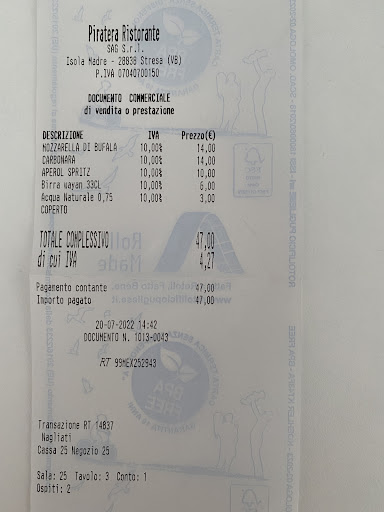 Piratera Ristorante
SAG S.r.l.
Isola Madre - 28838 Stresa (VB)
P.IVA 07040700150
DOCUMENTO COMMERCIALE
di vendita o prestazione
DESCRIZIONE IVA Prezzo(€)
MOZZARELLA DI BUFALA 10,00% 14,00
CARBONARA 10,00% 14,00
APEROL SPRITZ 10,00% 10,00
Birra wayan 33CL 10,00% 6,00
Acqua Naturale 0,75 10,00% 3,00
COPERTO
TOTALE COMPLESSIVO 47,00
di cui IVA 4,27
Pagamento contante 47,00
Importo pagato 47,00
20-07-2022 14:42
DOCUMENTO N. 1013-0043
RT 99MEX252943
Transazione RT 14837
Nagliati
Cassa 25 Negozio 25
Sala: 25 Tavolo: 3 Conto: 1
Ospiti: 2
Rotoli Made
BPA FREE